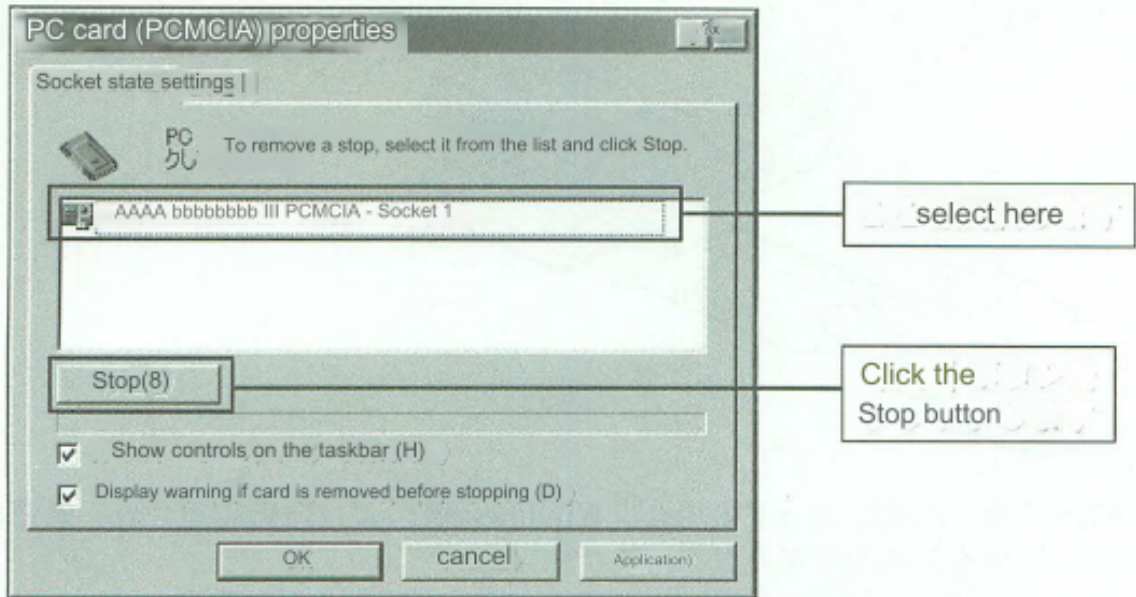 PC card (PCMCIA) properties
Socket state settings
PC
クし
To remove a stop, select it from the list and click Stop.
AAAA bbbbbbbb III PCMCIA - Socket 1
select here
Stop(8)
Click the
Stop button
Show controls on the taskbar (H)
Display warning if card is removed before stopping (D)
OK
cancel
Application)